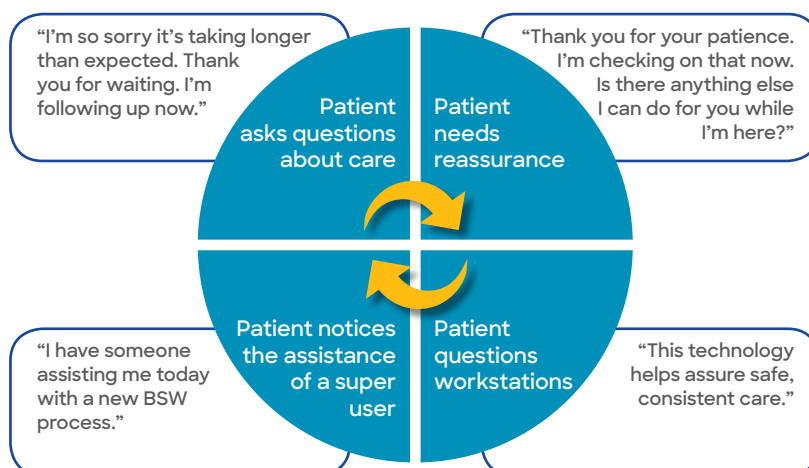 “I’m so sorry it’s taking longer
than expected. Thank
you for waiting. I’m
following up now.”
“Thank you for your patience.
I’m checking on that now.
Is there anything else
I can do for you while
I’m here?”
Patient
asks questions
about care
Patient
needs
reassurance
Patient notices
the assistance
of a super
user
Patient
questions
workstations
“I have someone
assisting me today
with a new BSW
process.”
“This technology
helps assure safe,
consistent care.”